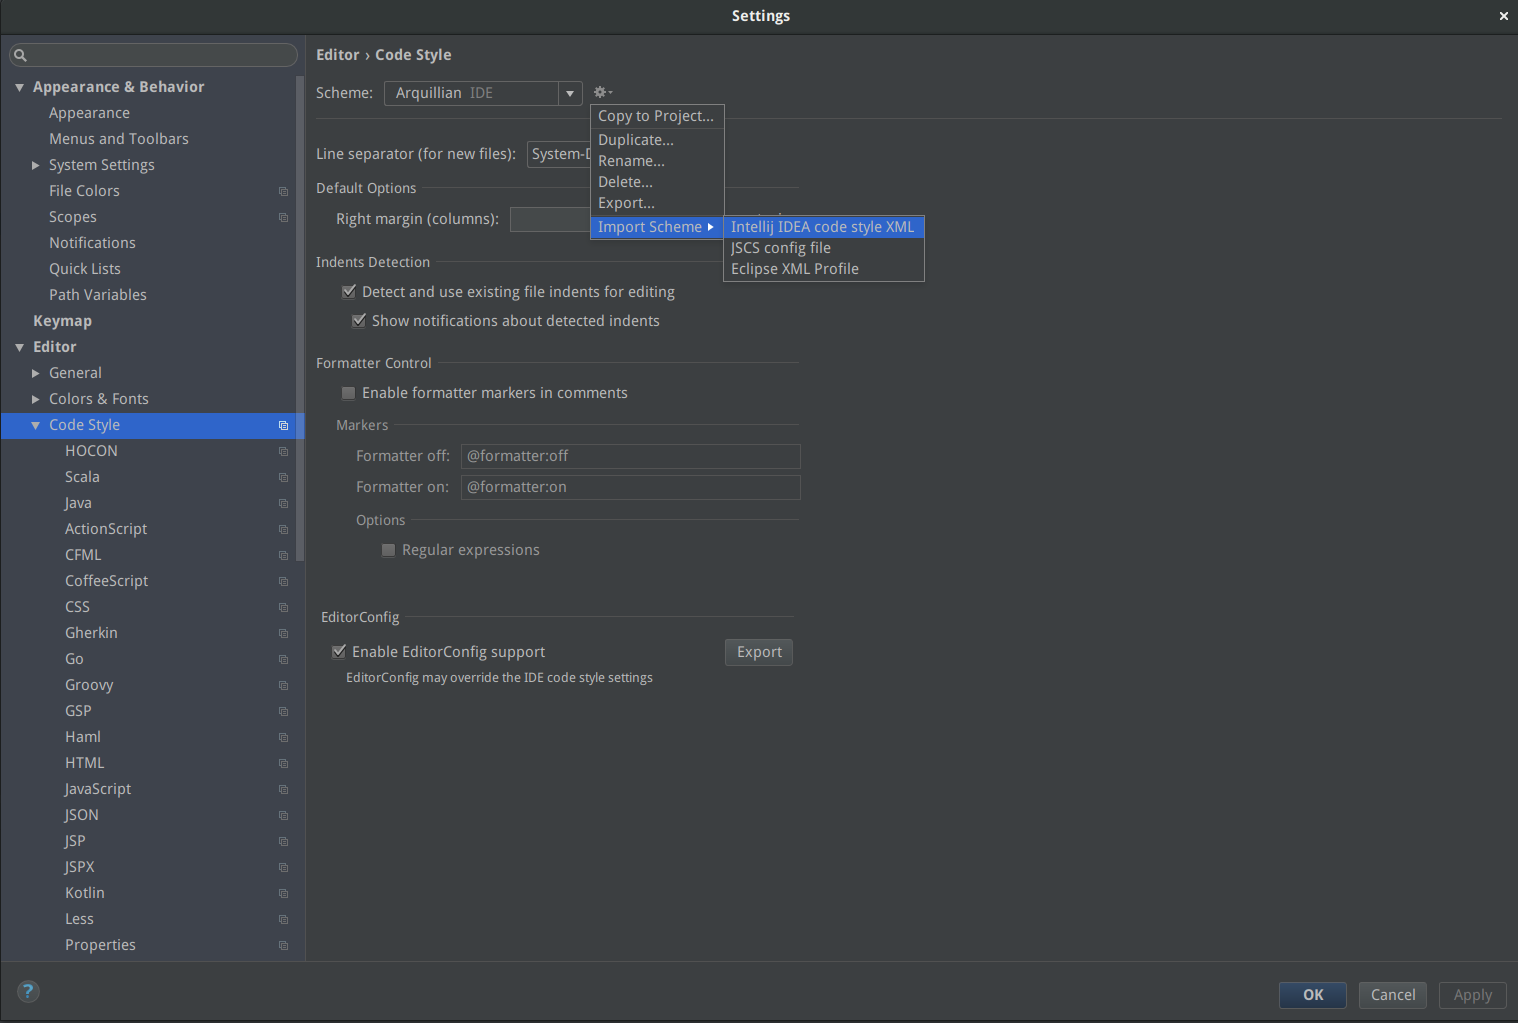 Settings
Appearance & Behavior
Appearance
Menus and Toolbars
System Settings
File Colors
Scopes
Notifications
Quick Lists
Path Variables
Keymap
Editor
General
Colors & Fonts
Code Style
HOCON
Scala
Java
ActionScript
CFML
CoffeeScript
CSS
Gherkin
Go
Groovy
GSP
Haml
HTML
JavaScript
JSON
JSP
JSPX
Kotlin
Less
Properties
Editor › Code Style
Scheme: Arquillian IDE
Copy to Project...
Duplicate...
Rename...
Delete...
Export...
Import Scheme
Intellij IDEA code style XML
JSCS config file
Eclipse XML Profile
Line separator (for new files): System-D
Default Options
Right margin (columns):
Indents Detection
Detect and use existing file indents for editing
Show notifications about detected indents
Formatter Control
Enable formatter markers in comments
Markers
Formatter off: @formatter:off
Formatter on: @formatter:on
Options
Regular expressions
EditorConfig
Enable EditorConfig support Export
EditorConfig may override the IDE code style settings
? OK Cancel Apply